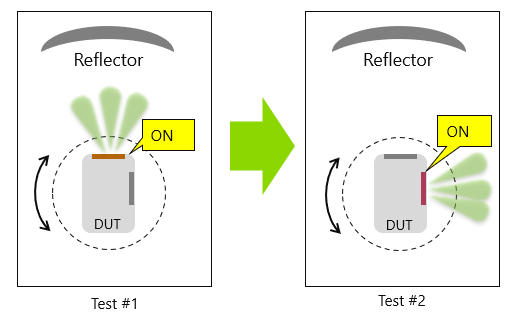 Reflector
ON
DUT
Test #1
Reflector
ON
DUT
Test #2